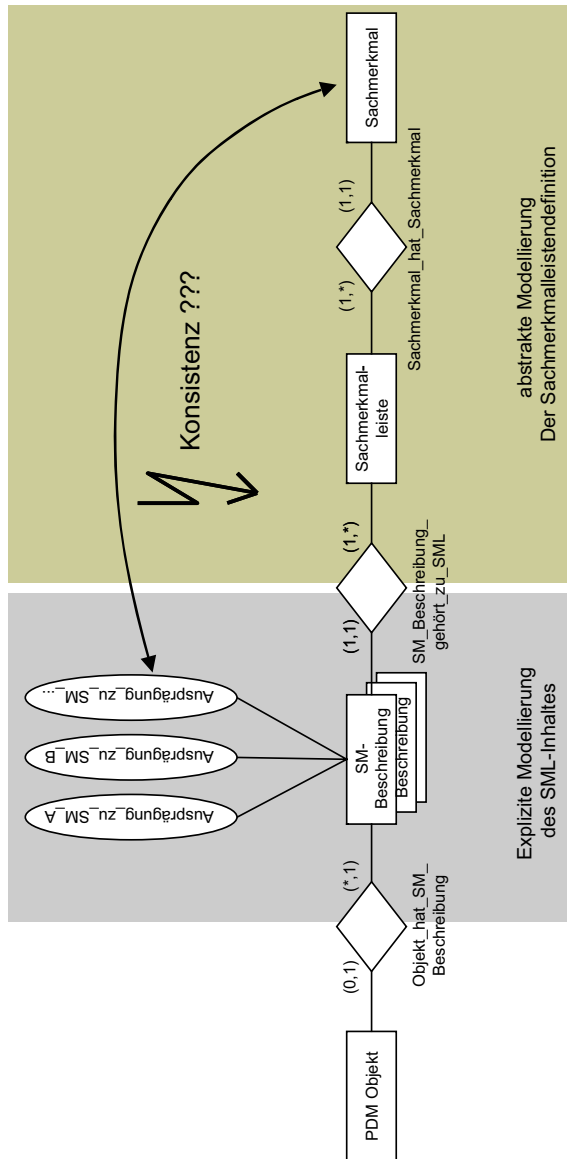 Ausprägung_zu_SM_A
Ausprägung_zu_SM_B
Ausprägung_zu_SM_...
Konsistenz ???
PDM Objekt
(0,1)
(*,1)
Objekt_hat_SM_
Beschreibung
SM-
Beschreibung
Beschreibung
(1,1)
(1,*)
SM_Beschreibung_
gehört_zu_SML
Sachmerkmal-
leiste
(1,*)
(1,1)
Sachmerkmal_hat_Sachmerkmal
Sachmerkmal
Explizite Modellierung
des SML-Inhaltes
abstrakte Modellierung
Der Sachmerkmalleistendefinition